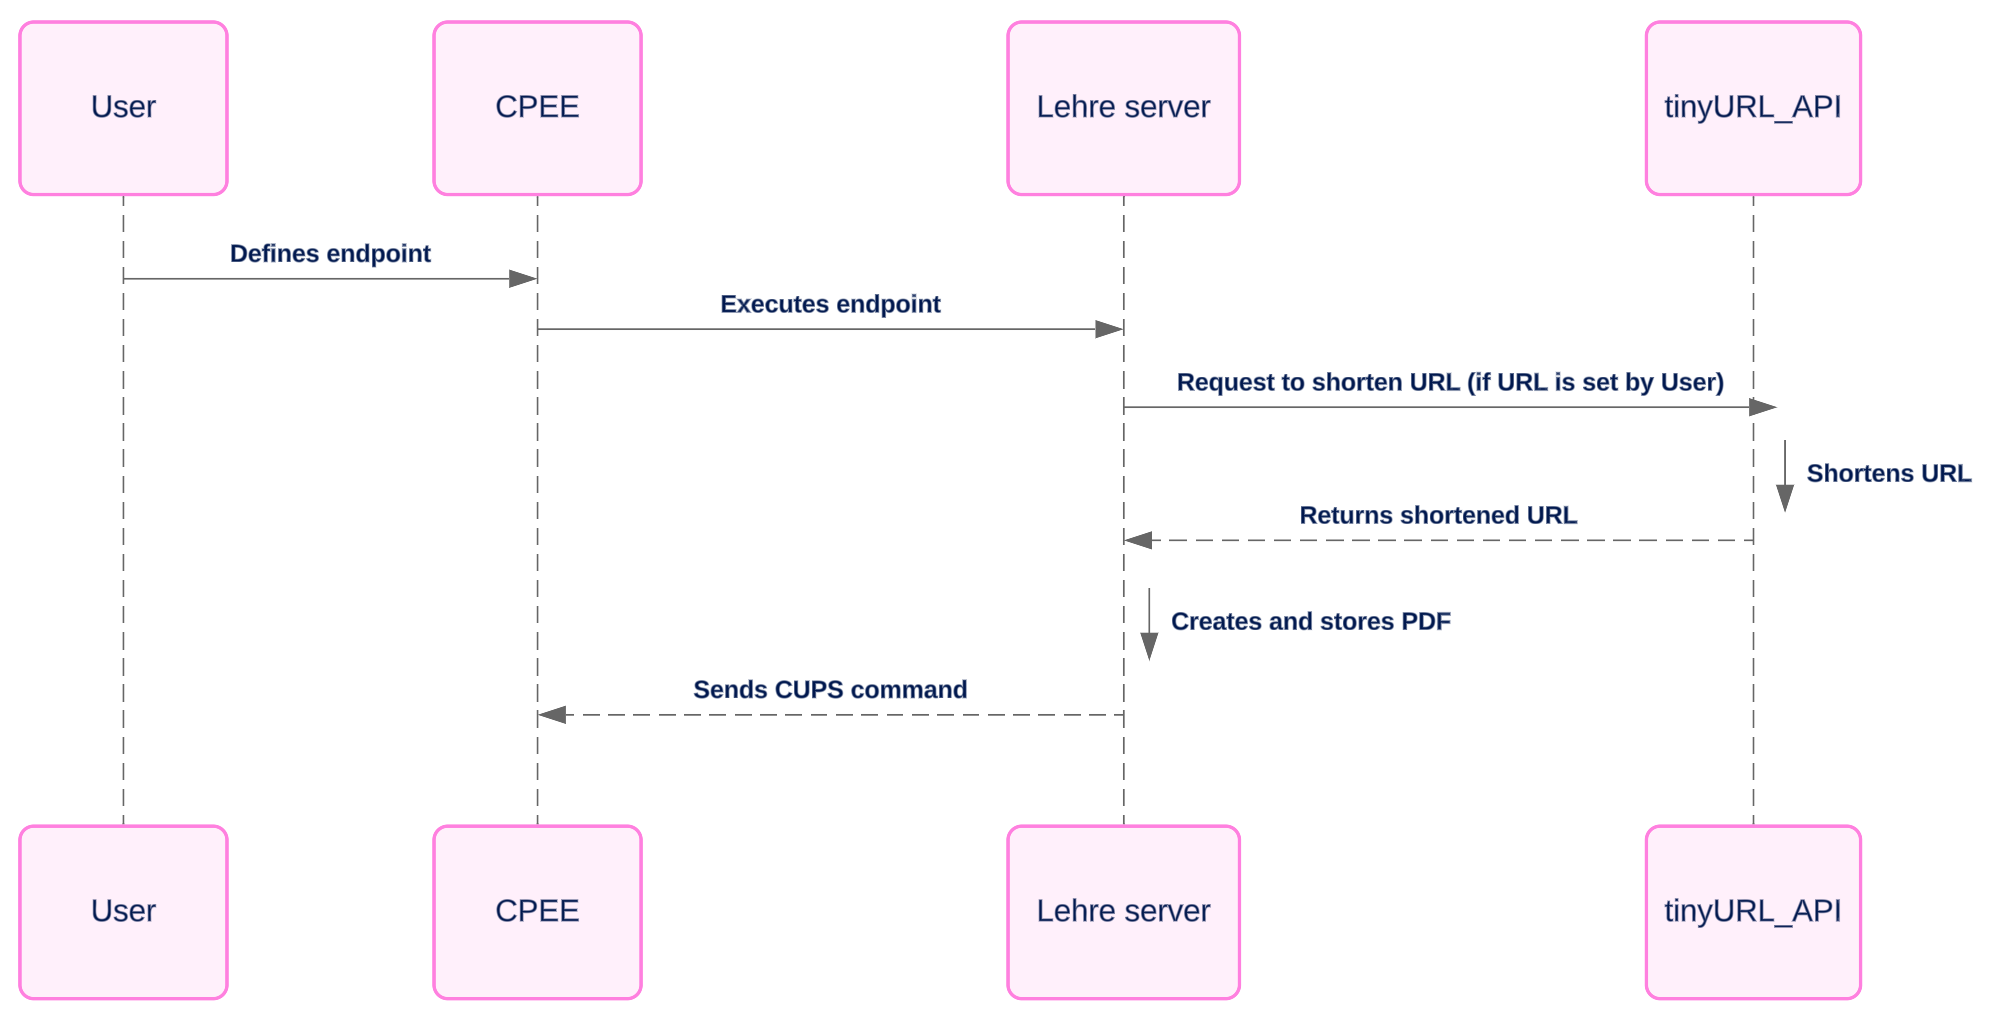 User
CPEE
Lehre server
tinyURL_API
Defines endpoint
Executes endpoint
Request to shorten URL (if URL is set by User)
Shortens URL
Returns shortened URL
Creates and stores PDF
Sends CUPS command
User
CPEE
Lehre server
tinyURL_API